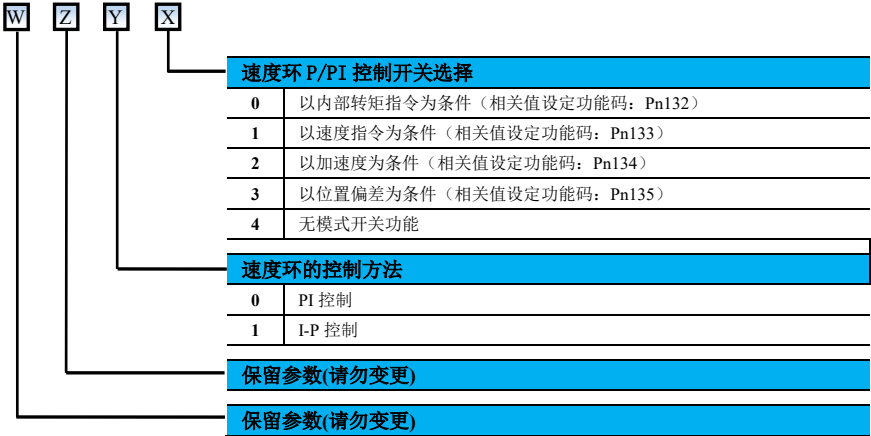 W Z Y X
速度环 P/PI 控制开关选择
0 以内部转矩指令为条件（相关值设定功能码：Pn132）
1 以速度指令为条件（相关值设定功能码：Pn133）
2 以加速度为条件（相关值设定功能码：Pn134）
3 以位置偏差为条件（相关值设定功能码：Pn135）
4 无模式开关功能
速度环的控制方法
0 PI 控制
1 I-P 控制
保留参数(请勿变更)
保留参数(请勿变更)